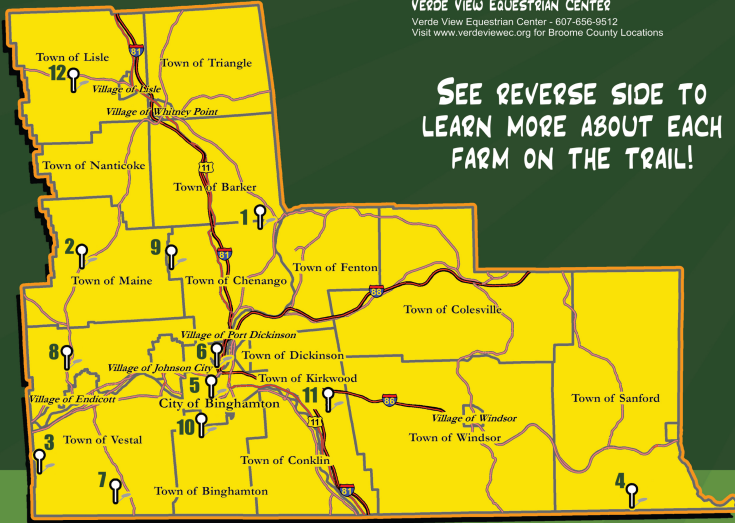 VERDE VIEW EQUESTRIAN CENTER
Verde View Equestrian Center - 607-656-9512
Visit www.verdeviewec.org for Broome County Locations
SEE REVERSE SIDE TO
LEARN MORE ABOUT EACH
FARM ON THE TRAIL!
81
Town of Lisle
Town of Triangle
12
Village of Lisle
Village of Whitney Point
Town of Nanticoke
11
Town of Barker
1
2
9
81
Town of Fenton
Town of Maine
Town of Chenango
88
Town of Colesville
Village of Port Dickinson
8
6
Town of Dickinson
Village of Johnson City
5
Town of Kirkwood
Village of Endicott
11
86
Town of Sanford
City of Binghamton
10
11
Village of Windsor
Town of Vestal
Town of Windsor
3
Town of Conklin
7
Town of Binghamton
81
4